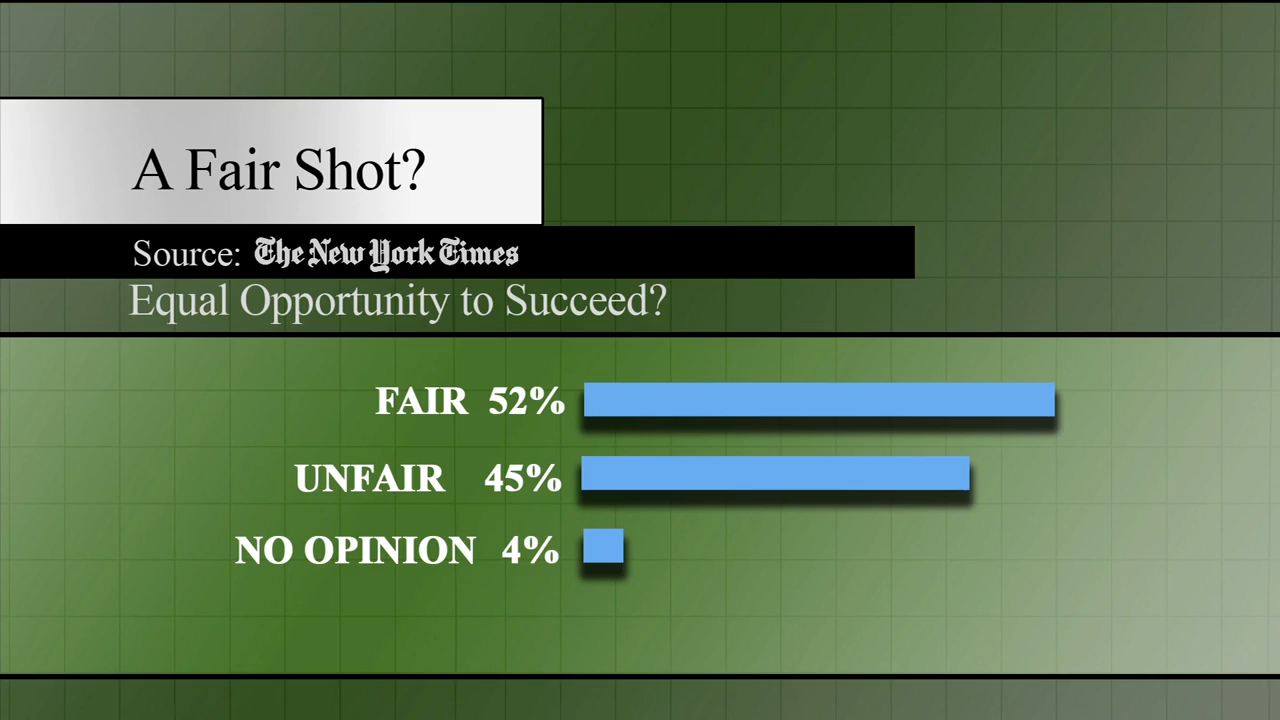 A Fair Shot?
Source: The New York Times
Equal Opportunity to Succeed?
FAIR 52%
UNFAIR 45%
NO OPINION 4%